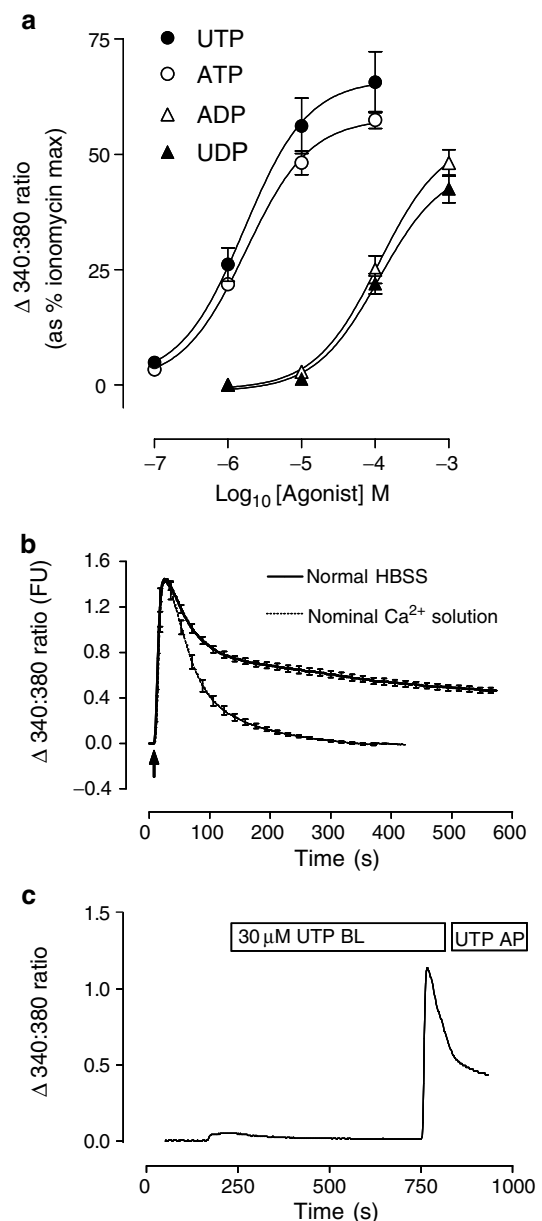 a
75
50
25
0
Δ 340:380 ratio
(as % ionomycin max)
UTP
ATP
ADP
UDP
−7 −6 −5 −4 −3
Log10 [Agonist] M
b
1.6
1.2
0.8
0.4
0.0
−0.4
Δ 340:380 ratio (FU)
Normal HBSS
Nominal Ca2+ solution
0 100 200 300 400 500 600
Time (s)
c
1.5
1.0
0.5
0.0
Δ 340:380 ratio
30 μM UTP BL
UTP AP
0 250 500 750 1000
Time (s)